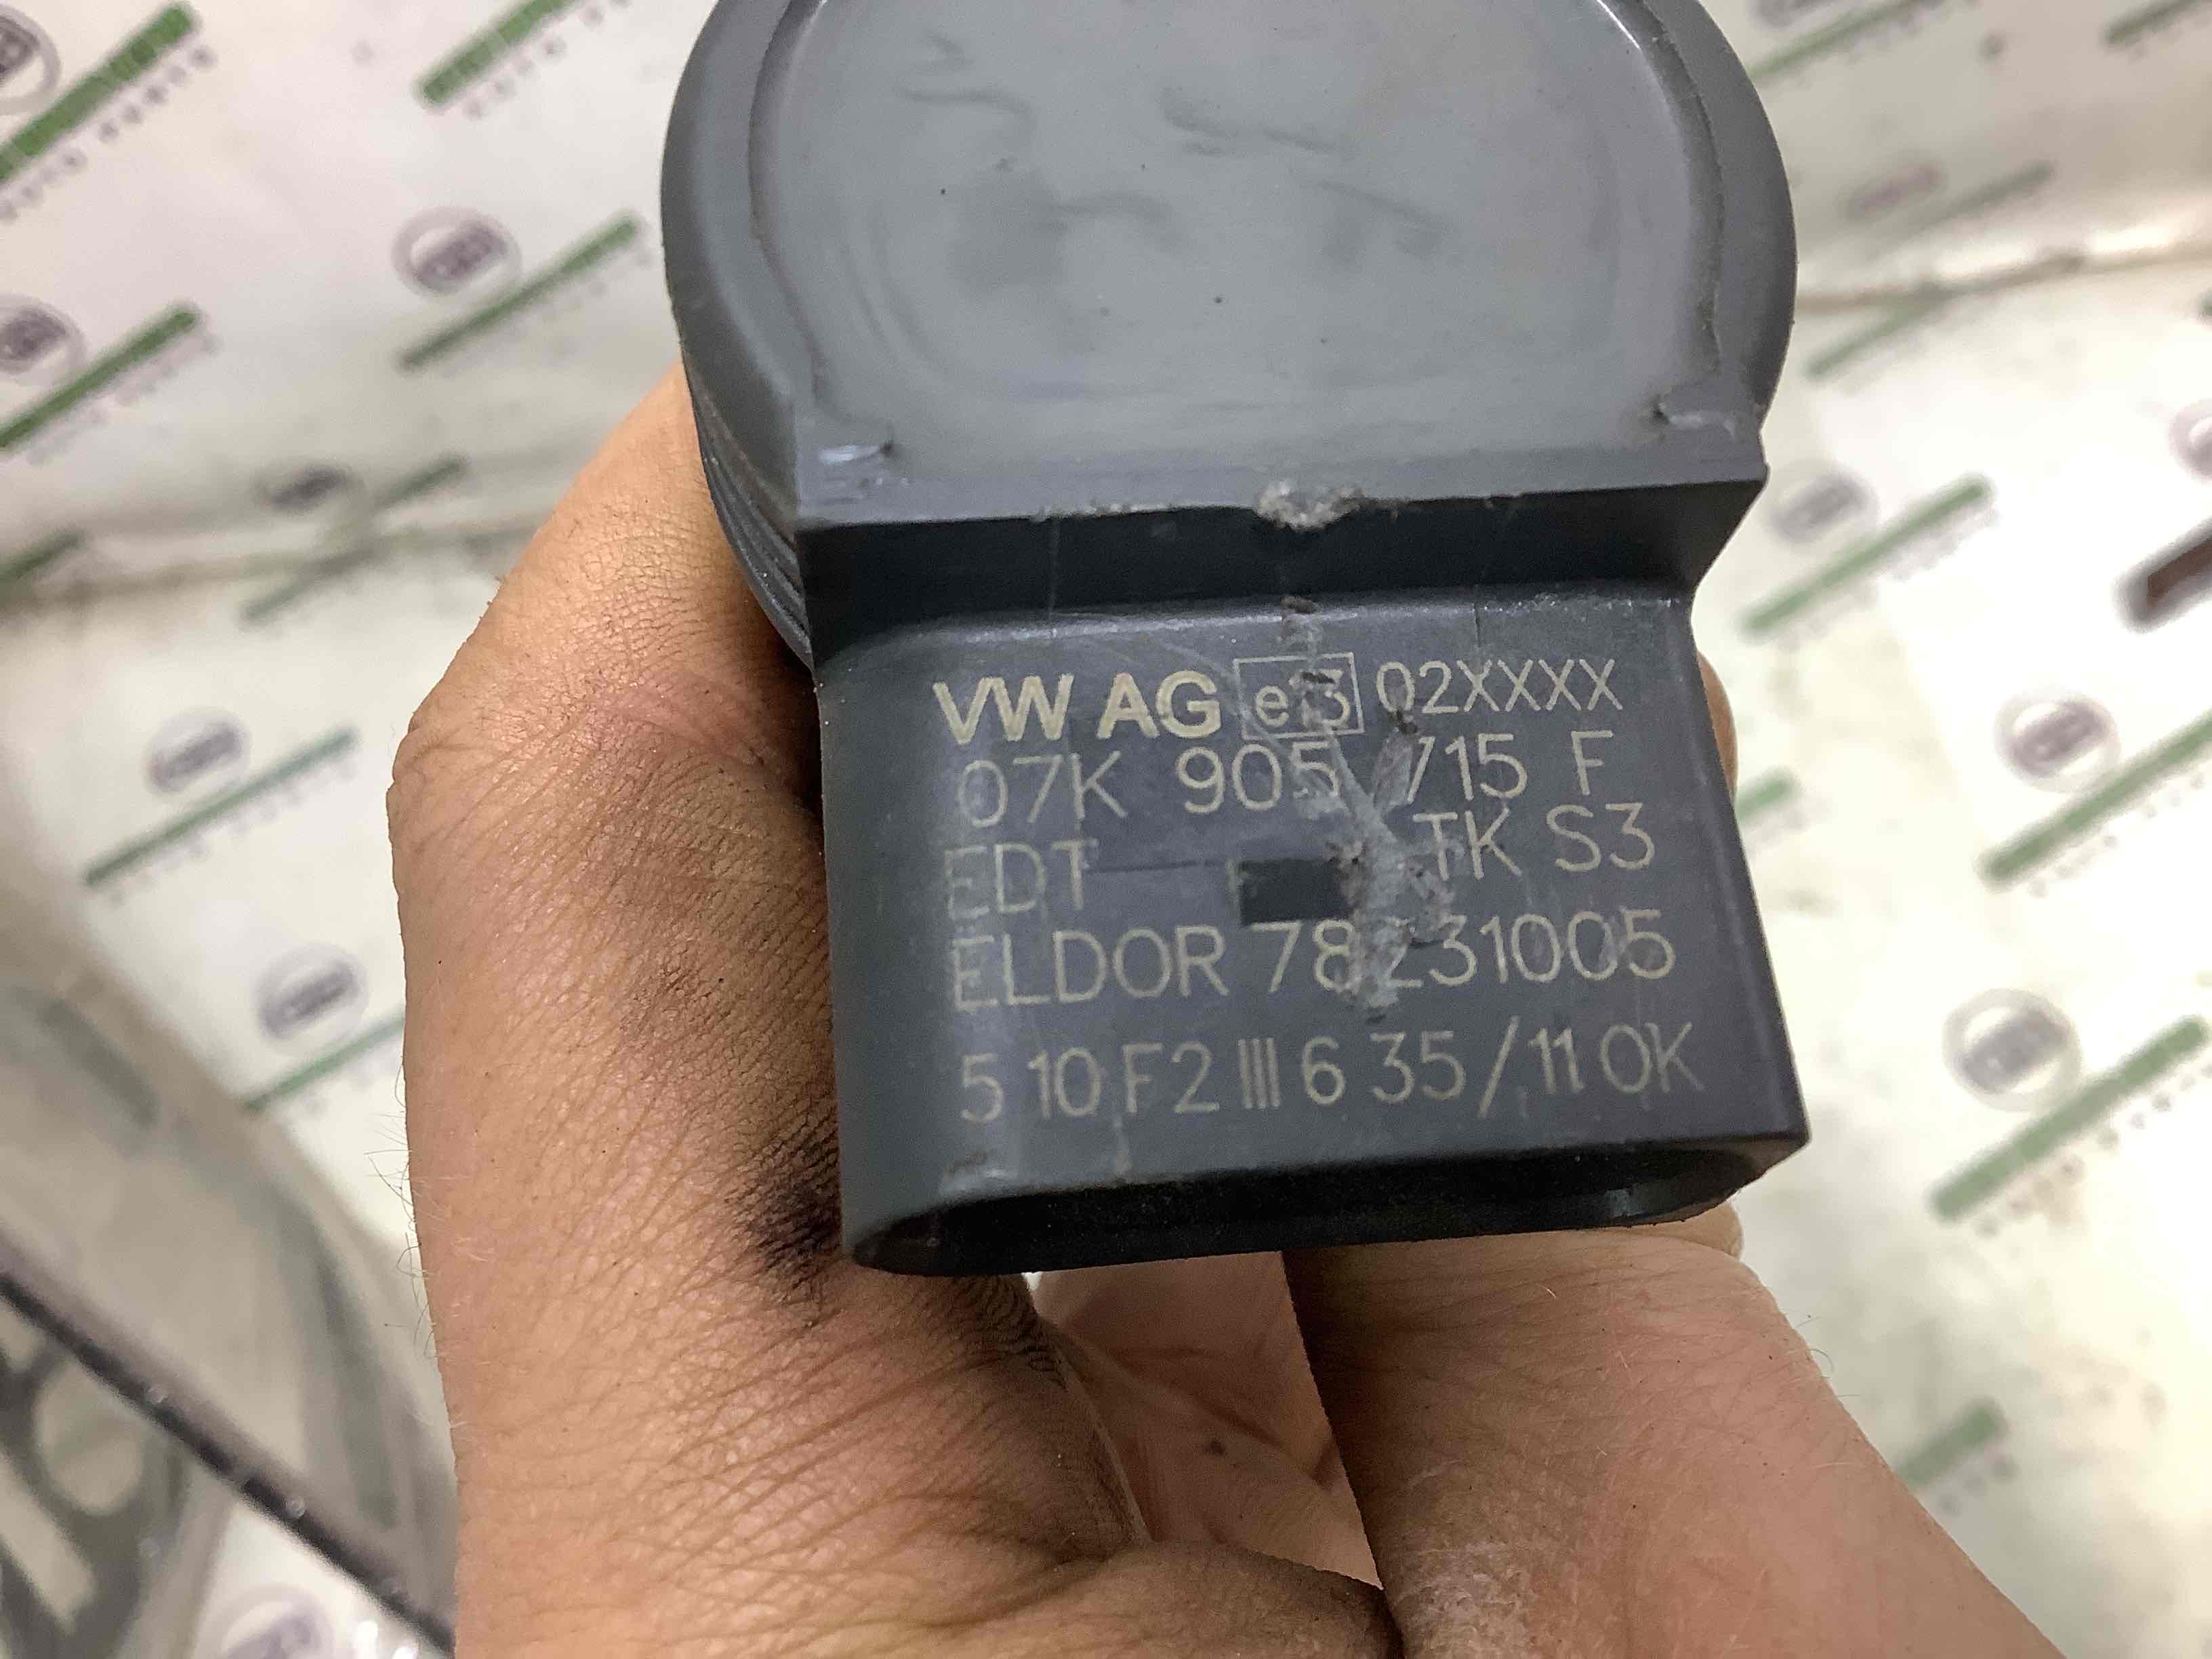 VW AG e13 02XXXX
07K 905 715 F
EDT TK S3
ELDOR 78231005
5 10 F2 III 6 35/11 OK